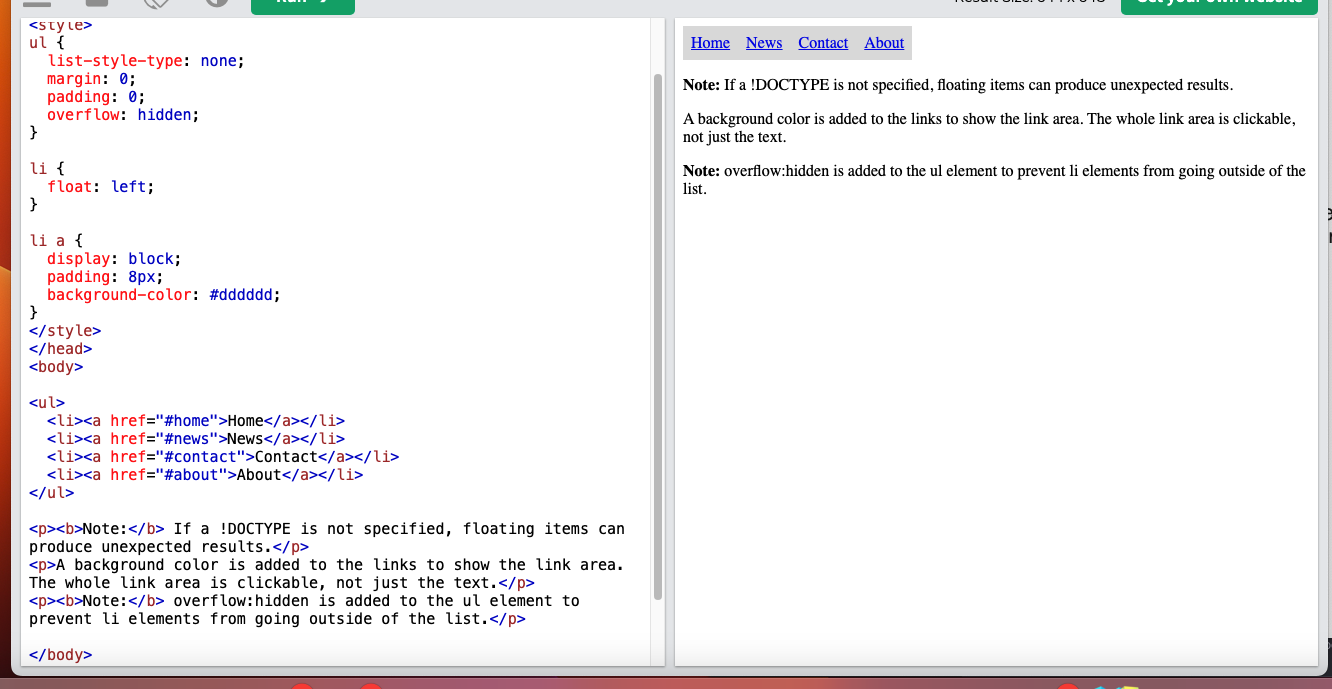 <style>
ul {
  list-style-type: none;
  margin: 0;
  padding: 0;
  overflow: hidden;
}
li {
  float: left;
}
li a {
  display: block;
  padding: 8px;
  background-color: #dddddd;
}
</style>
</head>
<body>
<ul>
  <li><a href="#home">Home</a></li>
  <li><a href="#news">News</a></li>
  <li><a href="#contact">Contact</a></li>
  <li><a href="#about">About</a></li>
</ul>
<p><b>Note:</b> If a !DOCTYPE is not specified, floating items can
produce unexpected results.</p>
<p>A background color is added to the links to show the link area.
The whole link area is clickable, not just the text.</p>
<p><b>Note:</b> overflow:hidden is added to the ul element to
prevent li elements from going outside of the list.</p>
</body>
Get your own website
Home News Contact About
Note: If a !DOCTYPE is not specified, floating items can produce unexpected results.
A background color is added to the links to show the link area. The whole link area is clickable,
not just the text.
Note: overflow:hidden is added to the ul element to prevent li elements from going outside of the
list.